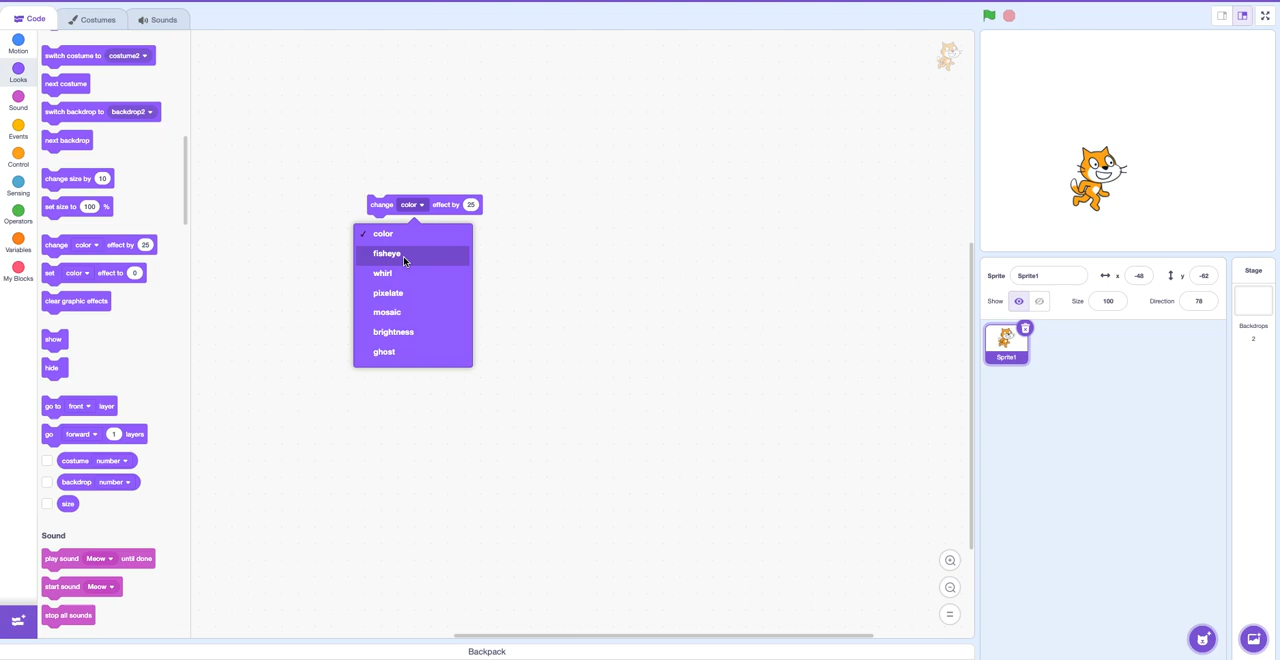 Code
Costumes
Sounds
Motion
Looks
Sound
Events
Control
Sensing
Operators
Variables
My Blocks
switch costume to costume2
next costume
switch backdrop to backdrop2
next backdrop
change size by 10
set size to 100 %
change color effect by 25
set color effect to 0
clear graphic effects
show
hide
go to front layer
go forward 1 layers
costume number
backdrop number
size
Sound
play sound Meow until done
start sound Meow
stop all sounds
change color effect by 25
✓ color
fisheye
whirl
pixelate
mosaic
brightness
ghost
Backpack
Sprite Sprite1 x -48 y -62
Show Size 100 Direction 78
Sprite1
Stage
Backdrops
2